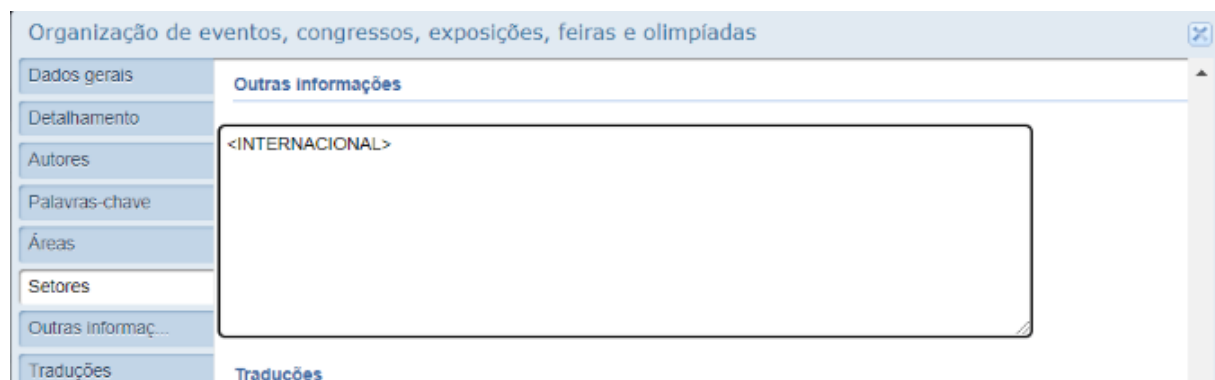 Organização de eventos, congressos, exposições, feiras e olimpíadas
Dados gerais
Detalhamento
Autores
Palavras-chave
Áreas
Setores
Outras informaç...
Traduções
Outras informações
<INTERNACIONAL>
Traduções